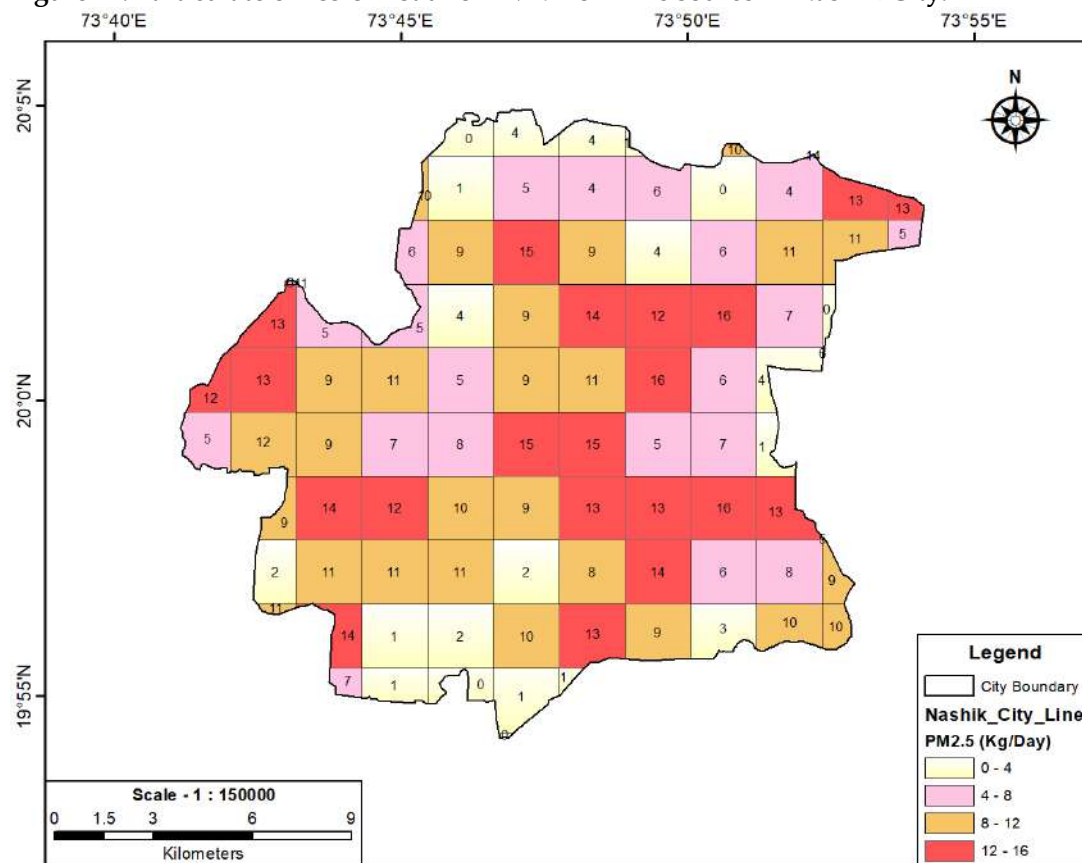 73°40'E 73°45'E 73°50'E 73°55'E
N
20°5'N
20°0'N
19°55'N
0 4 4
10
1 5 4 6 0 4 13 13
6 9 15 9 4 6 11 11 5
13 5 5 4 9 14 12 16 7 0
12 13 9 11 5 9 11 16 6 4
5 12 9 7 8 15 15 5 7 1
9 14 12 10 9 13 13 16 13
2 11 11 11 2 8 14 6 8 9
11 14 1 2 10 13 9 3 10 10
7 1 0 1 1
Legend
City Boundary
Nashik_City_Line
PM2.5 (Kg/Day)
0 - 4
4 - 8
8 - 12
12 - 16
Scale - 1 : 150000
0 1.5 3 6 9
Kilometers